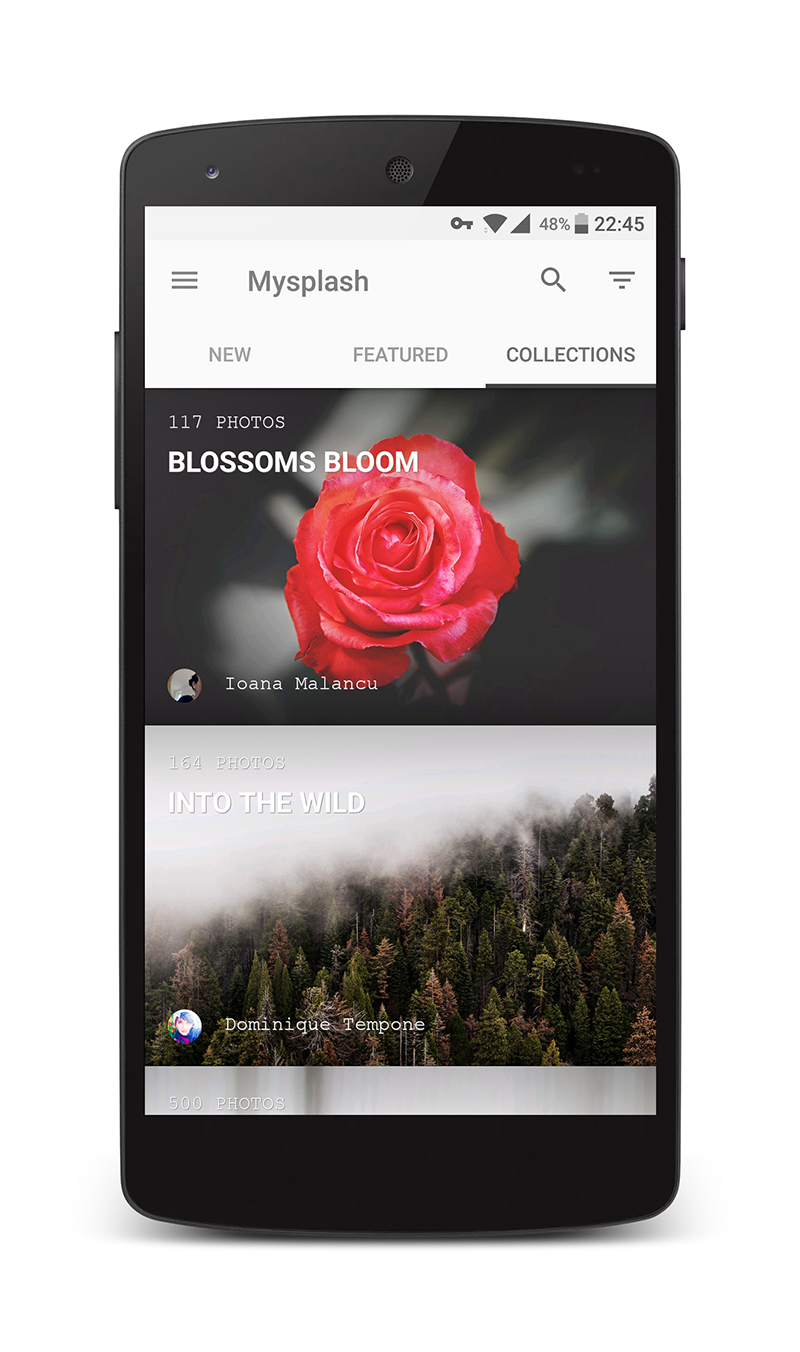 48% 22:45
Mysplash
NEW FEATURED COLLECTIONS
117 PHOTOS
BLOSSOMS BLOOM
Ioana Malancu
164 PHOTOS
INTO THE WILD
Dominique Tempone
500 PHOTOS